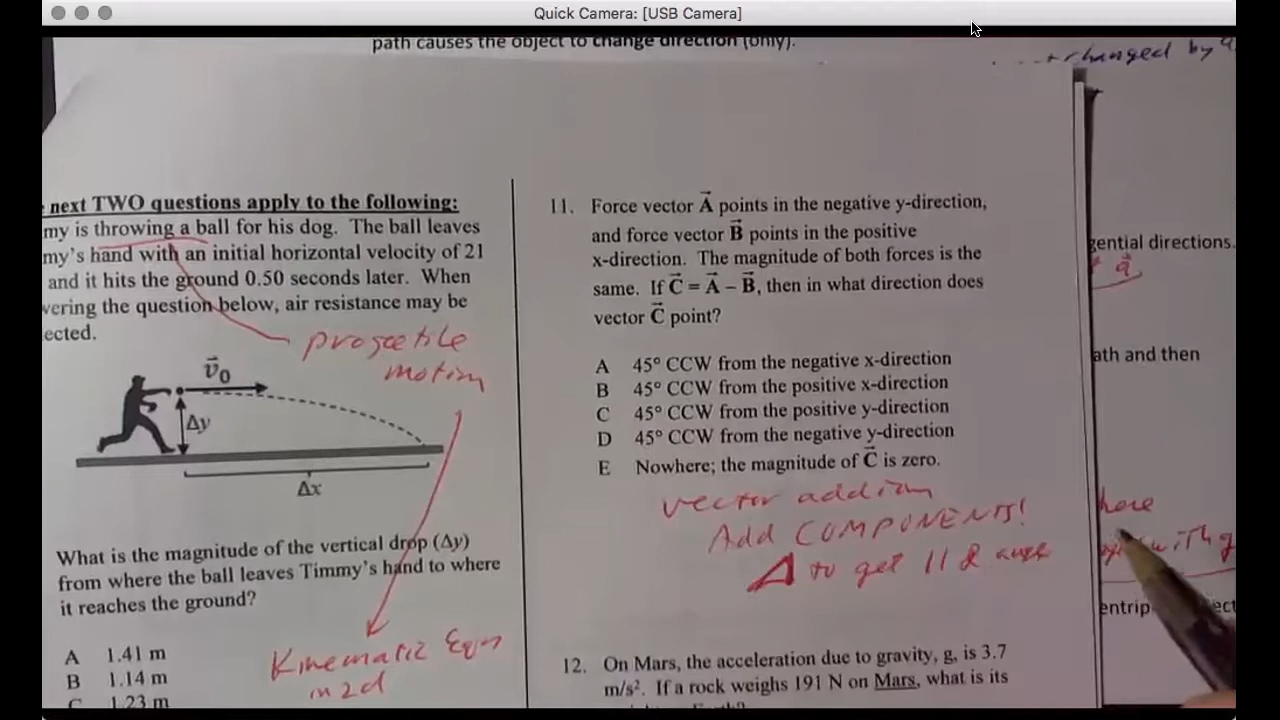 Quick Camera: [USB Camera]
path causes the object to change direction (only).
changed by
next TWO questions apply to the following:
my is throwing a ball for his dog. The ball leaves
my's hand with an initial horizontal velocity of 21
and it hits the ground 0.50 seconds later. When
vering the question below, air resistance may be
ected.
progectile
motion
v⃗0
Δy
Δx
What is the magnitude of the vertical drop (Δy)
from where the ball leaves Timmy's hand to where
it reaches the ground?
A 1.41 m
B 1.14 m
C 1.23 m
Kinematic Eqn
in 2d
11. Force vector A⃗ points in the negative y-direction,
and force vector B⃗ points in the positive
x-direction. The magnitude of both forces is the
same. If C⃗ = A⃗ – B⃗, then in what direction does
vector C⃗ point?
A 45° CCW from the negative x-direction
B 45° CCW from the positive x-direction
C 45° CCW from the positive y-direction
D 45° CCW from the negative y-direction
E Nowhere; the magnitude of C⃗ is zero.
vector addion
Add COMPONENTS!
to get || &
12. On Mars, the acceleration due to gravity, g, is 3.7
m/s². If a rock weighs 191 N on Mars, what is its
gential directions.
a⃗
ath and then
here
with g
entrip